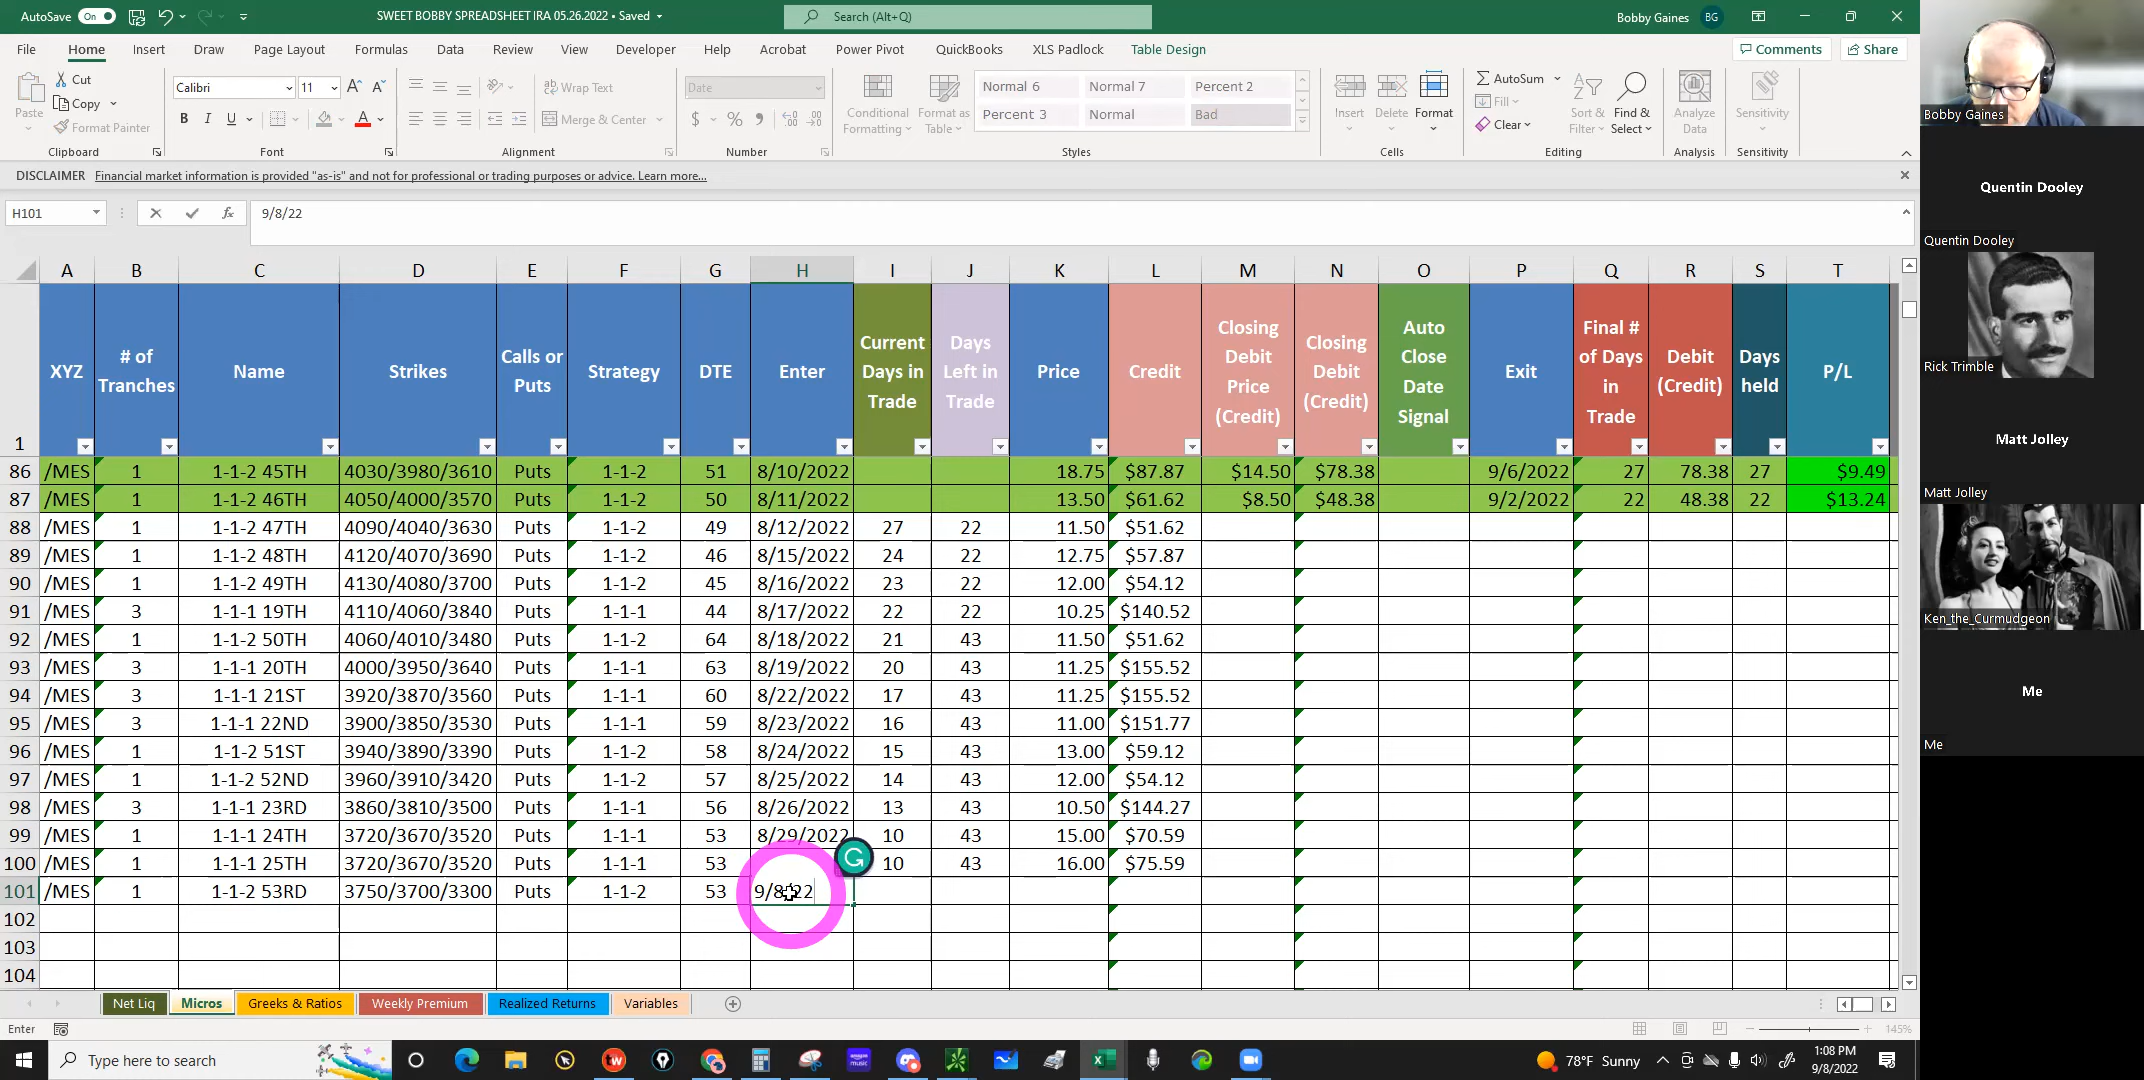 AutoSave On SWEET BOBBY SPREADSHEET IRA 05.26.2022 • Saved Search (Alt+Q) Bobby Gaines BG
File Home Insert Draw Page Layout Formulas Data Review View Developer Help Acrobat Power Pivot QuickBooks XLS Padlock Table Design Comments Share
Paste Cut Copy Format Painter Clipboard
Calibri 11 B I U A A Font
Wrap Text Merge & Center Alignment
Date $ % Number
Conditional Formatting Format as Table
Normal 6 Normal 7 Percent 2
Percent 3 Normal Bad
Styles
Insert Delete Format Cells
AutoSum Fill Clear Sort & Filter Find & Select Editing
Analyze Data Analysis
Sensitivity Sensitivity
DISCLAIMER Financial market information is provided "as-is" and not for professional or trading purposes or advice. Learn more...
H101 fx 9/8/22
A B C D E F G H I J K L M N O P Q R S T
1 XYZ # of Tranches Name Strikes Calls or Puts Strategy DTE Enter Current Days in Trade Days Left in Trade Price Credit Closing Debit Price (Credit) Closing Debit (Credit) Auto Close Date Signal Exit Final # of Days in Trade Debit (Credit) Days held P/L
86 /MES 1 1-1-2 45TH 4030/3980/3610 Puts 1-1-2 51 8/10/2022 18.75 $87.87 $14.50 $78.38 9/6/2022 27 78.38 27 $9.49
87 /MES 1 1-1-2 46TH 4050/4000/3570 Puts 1-1-2 50 8/11/2022 13.50 $61.62 $8.50 $48.38 9/2/2022 22 48.38 22 $13.24
88 /MES 1 1-1-2 47TH 4090/4040/3630 Puts 1-1-2 49 8/12/2022 27 22 11.50 $51.62
89 /MES 1 1-1-2 48TH 4120/4070/3690 Puts 1-1-2 46 8/15/2022 24 22 12.75 $57.87
90 /MES 1 1-1-2 49TH 4130/4080/3700 Puts 1-1-2 45 8/16/2022 23 22 12.00 $54.12
91 /MES 3 1-1-1 19TH 4110/4060/3840 Puts 1-1-1 44 8/17/2022 22 22 10.25 $140.52
92 /MES 1 1-1-2 50TH 4060/4010/3480 Puts 1-1-2 64 8/18/2022 21 43 11.50 $51.62
93 /MES 3 1-1-1 20TH 4000/3950/3640 Puts 1-1-1 63 8/19/2022 20 43 11.25 $155.52
94 /MES 3 1-1-1 21ST 3920/3870/3560 Puts 1-1-1 60 8/22/2022 17 43 11.25 $155.52
95 /MES 3 1-1-1 22ND 3900/3850/3530 Puts 1-1-1 59 8/23/2022 16 43 11.00 $151.77
96 /MES 1 1-1-2 51ST 3940/3890/3390 Puts 1-1-2 58 8/24/2022 15 43 13.00 $59.12
97 /MES 1 1-1-2 52ND 3960/3910/3420 Puts 1-1-2 57 8/25/2022 14 43 12.00 $54.12
98 /MES 3 1-1-1 23RD 3860/3810/3500 Puts 1-1-1 56 8/26/2022 13 43 10.50 $144.27
99 /MES 1 1-1-1 24TH 3720/3670/3520 Puts 1-1-1 53 8/29/2022 10 43 15.00 $70.59
100 /MES 1 1-1-1 25TH 3720/3670/3520 Puts 1-1-1 53 10 43 16.00 $75.59
101 /MES 1 1-1-2 53RD 3750/3700/3300 Puts 1-1-2 53 9/8/22
102
103
104
Net Liq Micros Greeks & Ratios Weekly Premium Realized Returns Variables
Enter 145%
Type here to search 78°F Sunny 1:08 PM
9/8/2022
Bobby Gaines
Quentin Dooley
Quentin Dooley
Rick Trimble
Matt Jolley
Matt Jolley
Ken_the_Curmudgeon
Me
Me